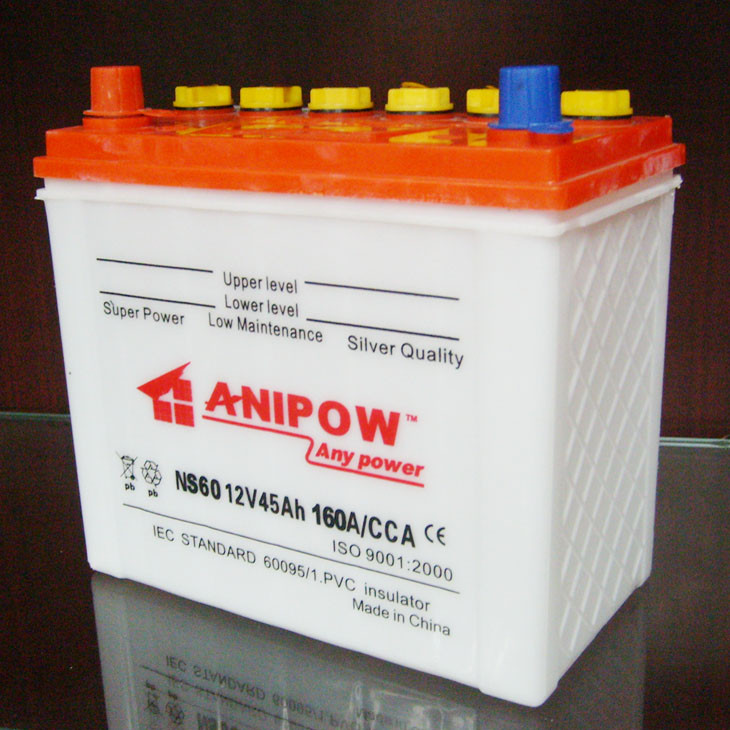 Upper level
Lower level
Super Power Low Maintenance Silver Quality
ANIPOW™
Any power
pb pb
NS60 12V45Ah 160A/CCA CE
ISO 9001:2000
IEC STANDARD 60095/1.PVC insulator
Made in China